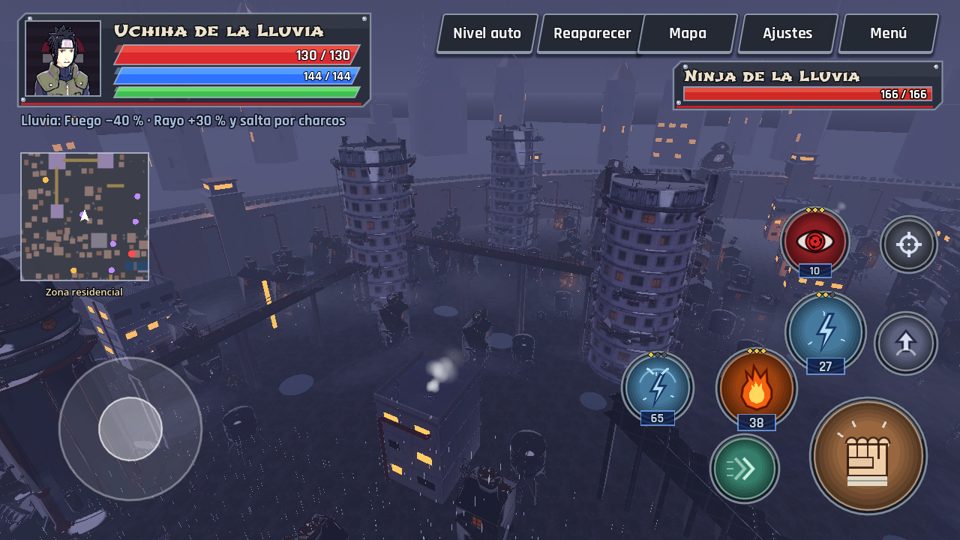 Uchiha de la Lluvia
130 / 130
144 / 144
Lluvia: Fuego −40 % · Rayo +30 % y salta por charcos
Nivel auto
Reaparecer
Mapa
Ajustes
Menú
Ninja de la Lluvia
166 / 166
Zona residencial
10
27
65
38